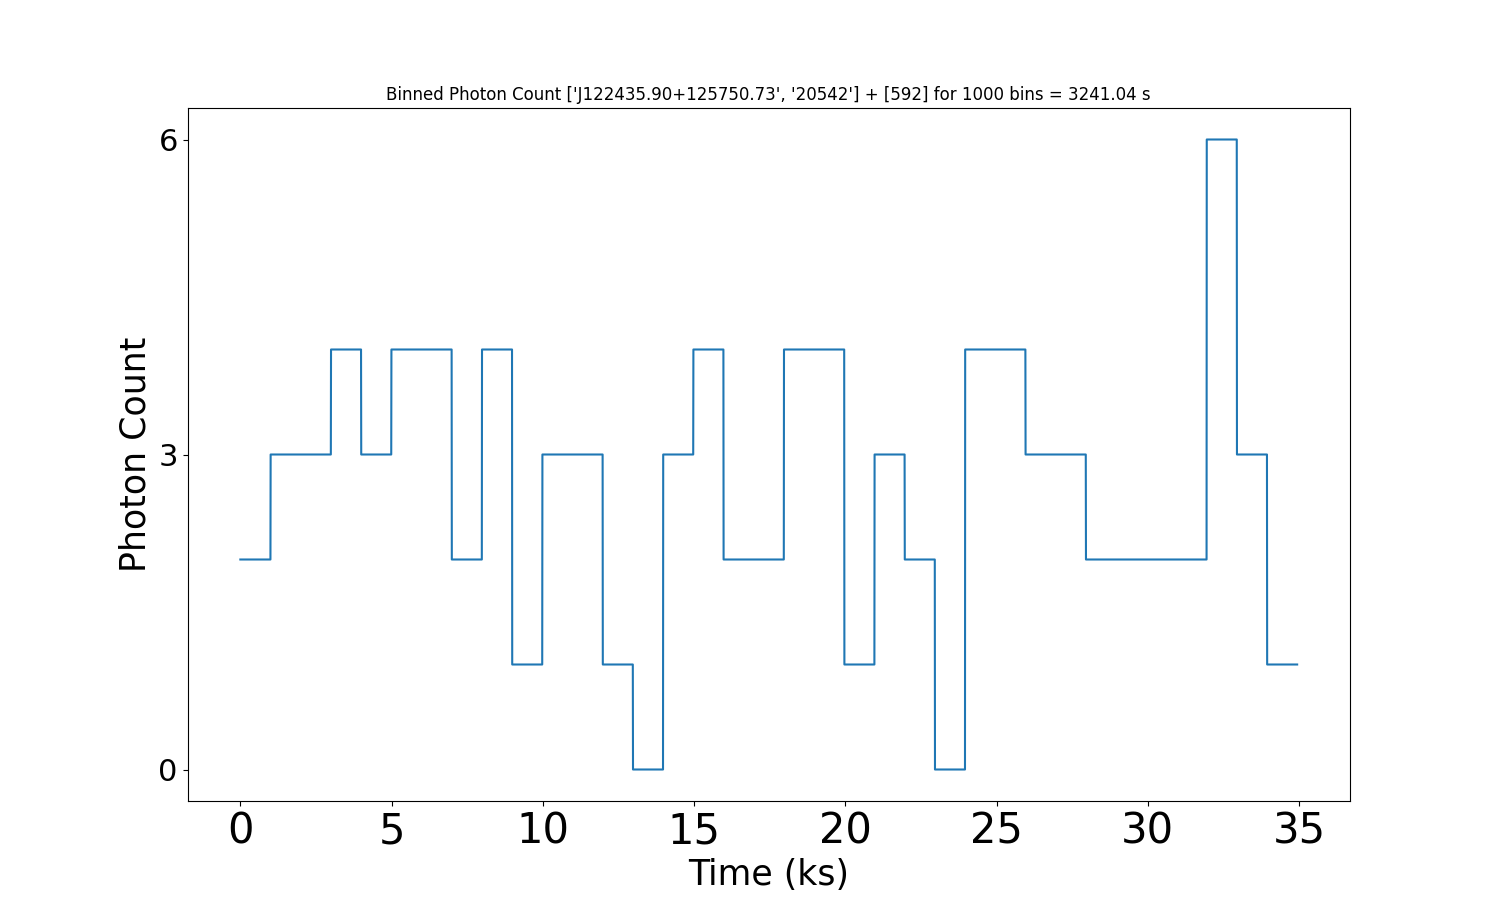 Binned Photon Count ['J122435.90+125750.73', '20542'] + [592] for 1000 bins = 3241.04 s
6
3
0
Photon Count
0 5 10 15 20 25 30 35
Time (ks)